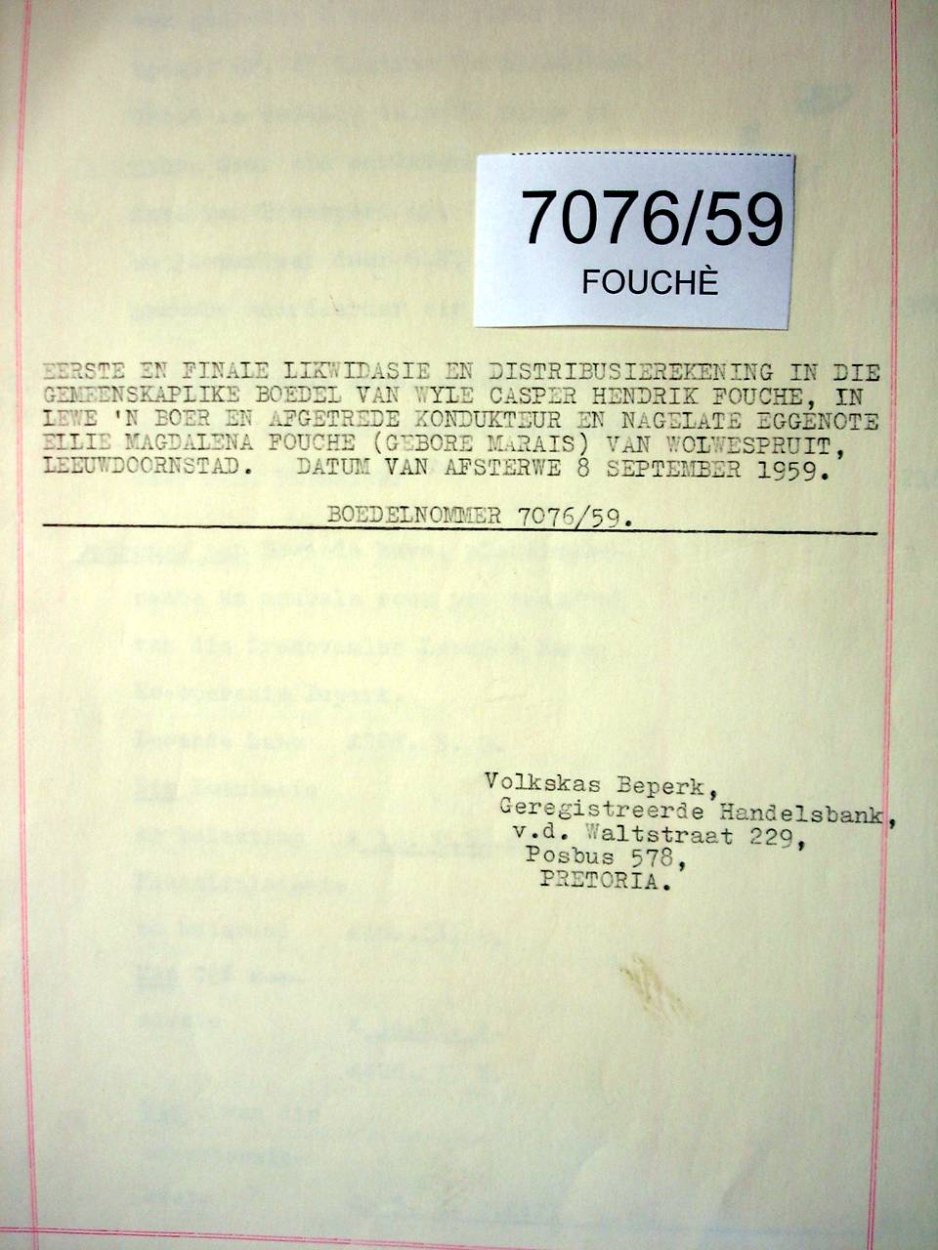 7076/59
FOUCHÈ
EERSTE EN FINALE LIKWIDASIE EN DISTRIBUSIEREKENING IN DIE
GEMEENSKAPLIKE BOEDEL VAN WYLE CASPER HENDRIK FOUCHE, IN
LEWE 'N BOER EN AFGETREDE KONDUKTEUR EN NAGELATE EGGENOTE
ELLIE MAGDALENA FOUCHE (GEBORE MARAIS) VAN WOLWESPRUIT,
LEEUWDOORNSTAD. DATUM VAN AFSTERWE 8 SEPTEMBER 1959.
BOEDELNOMMER 7076/59.
Volkskas Beperk,
Geregistreerde Handelsbank,
v.d. Waltstraat 229,
Posbus 578,
PRETORIA.